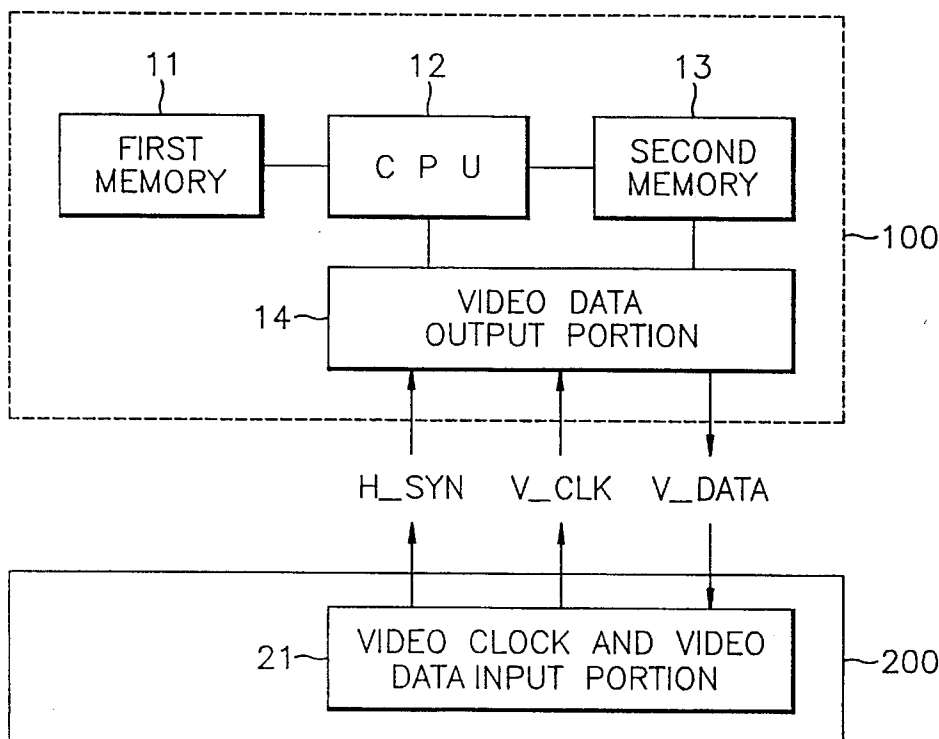 11
12
13
FIRST
MEMORY
C P U
SECOND
MEMORY
100
14
VIDEO DATA
OUTPUT PORTION
H_SYN
V_CLK
V_DATA
21
VIDEO CLOCK AND VIDEO
DATA INPUT PORTION
200